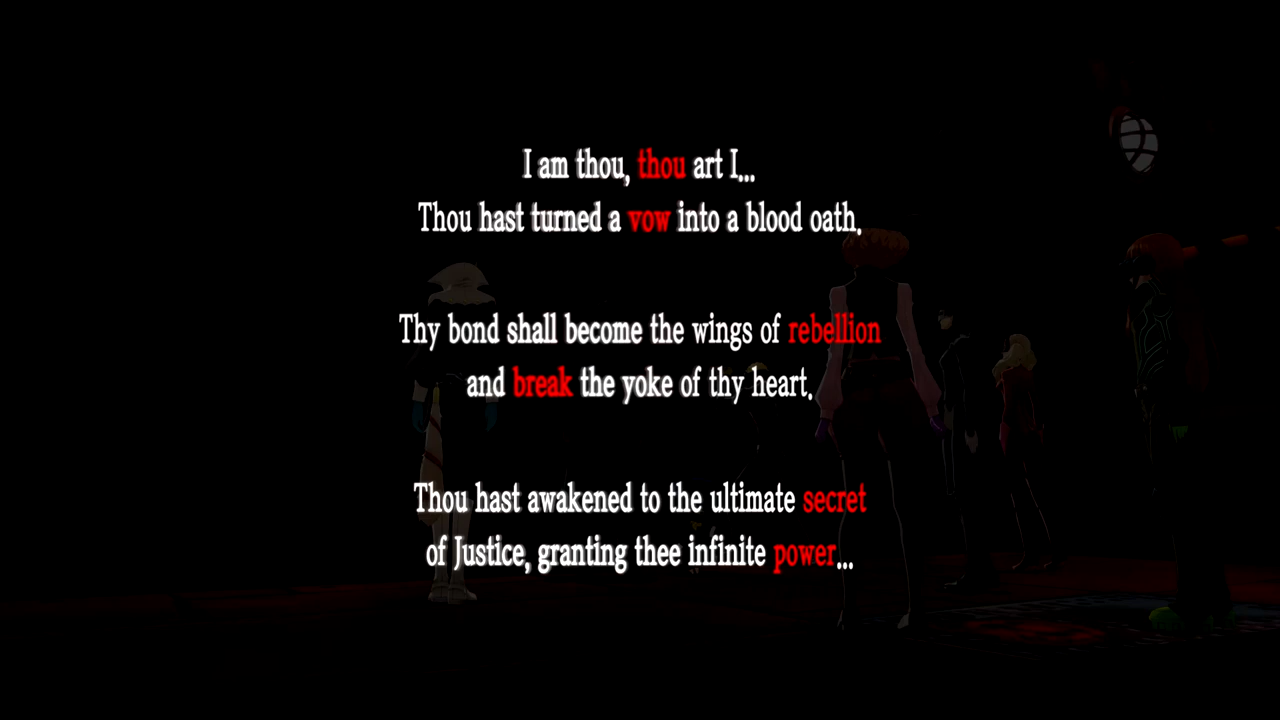 I am thou, thou art I...
Thou hast turned a vow into a blood oath.
Thy bond shall become the wings of rebellion
and break the yoke of thy heart.
Thou hast awakened to the ultimate secret
of Justice, granting thee infinite power...